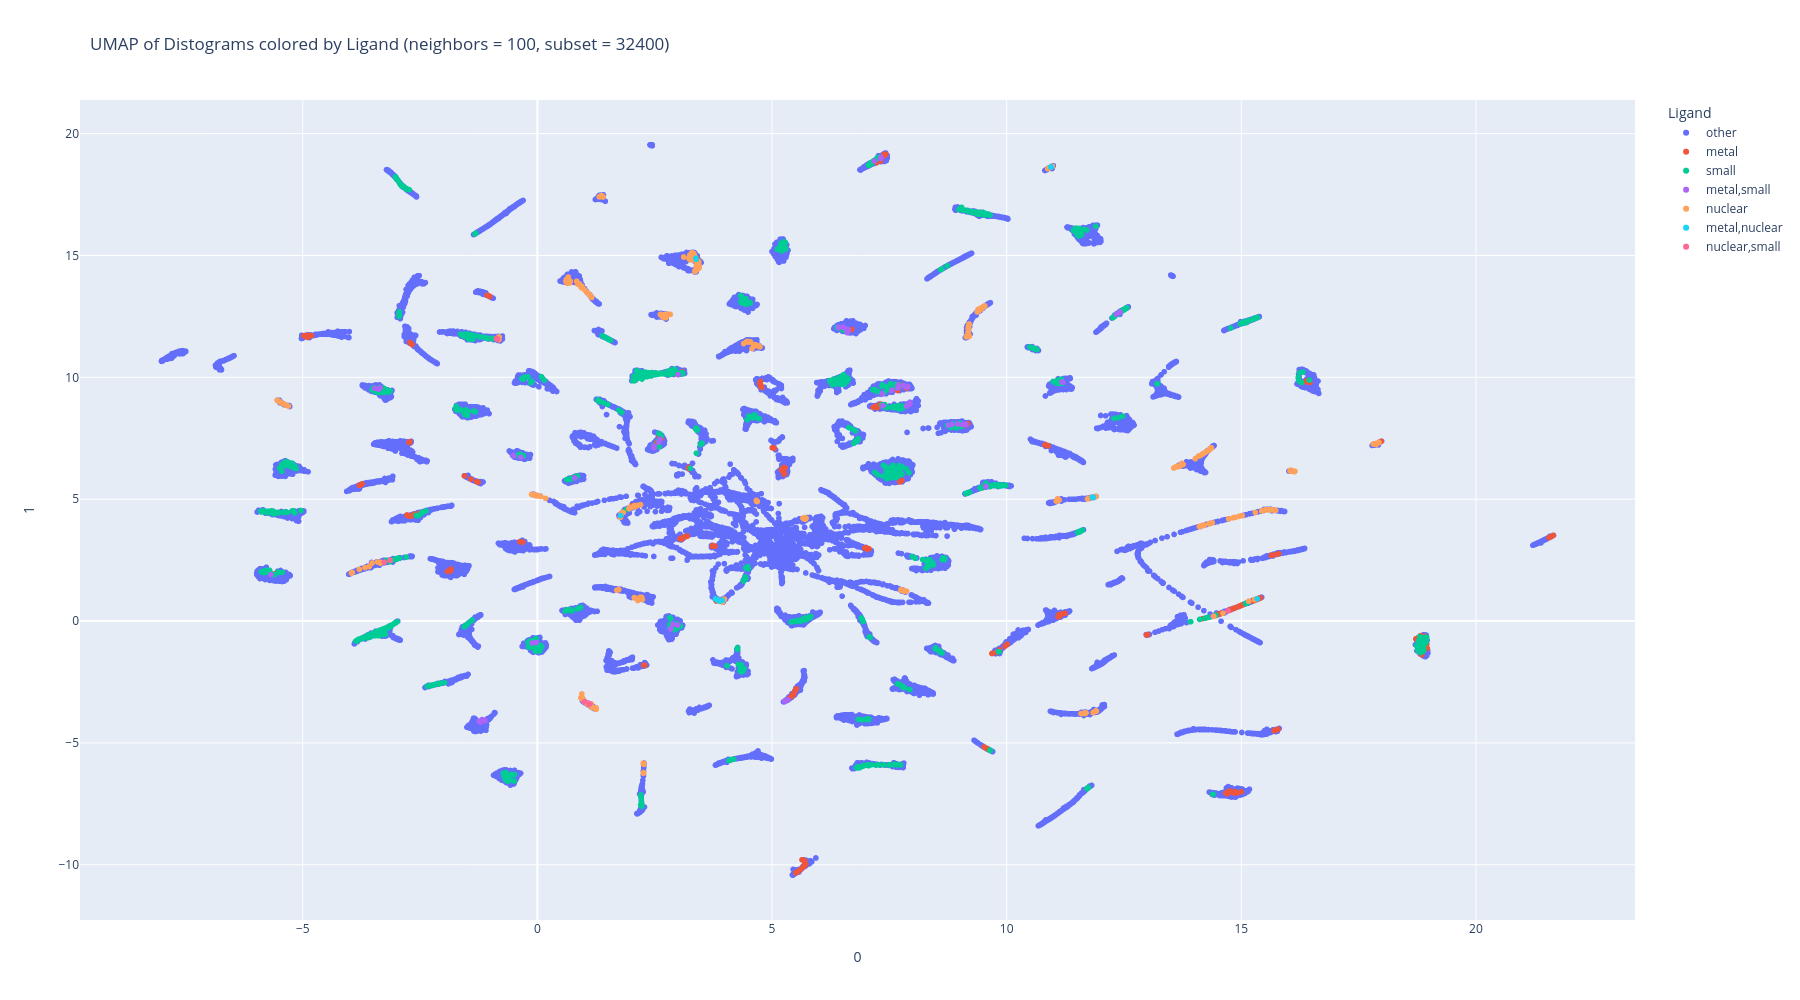 UMAP of Distograms colored by Ligand (neighbors = 100, subset = 32400)
Ligand
other
metal
small
metal,small
nuclear
metal,nuclear
nuclear,small
20
15
10
5
0
−5
−10
1
−5
0
5
10
15
20
0